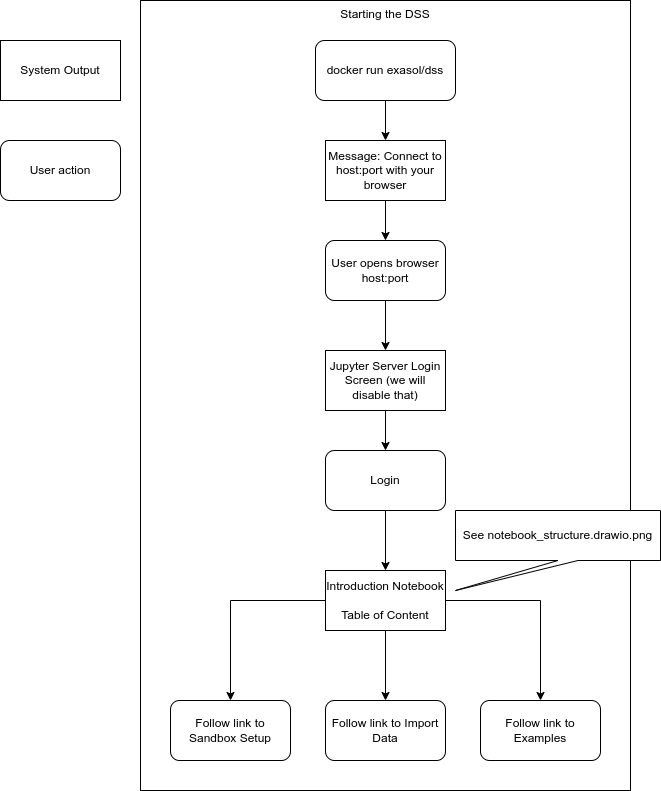 Starting the DSS
System Output
docker run exasol/dss
User action
Message: Connect to
host:port with your
browser
User opens browser
host:port
Jupyter Server Login
Screen (we will
disable that)
Login
See notebook_structure.drawio.png
Introduction Notebook
Table of Content
Follow link to
Sandbox Setup
Follow link to Import
Data
Follow link to
Examples